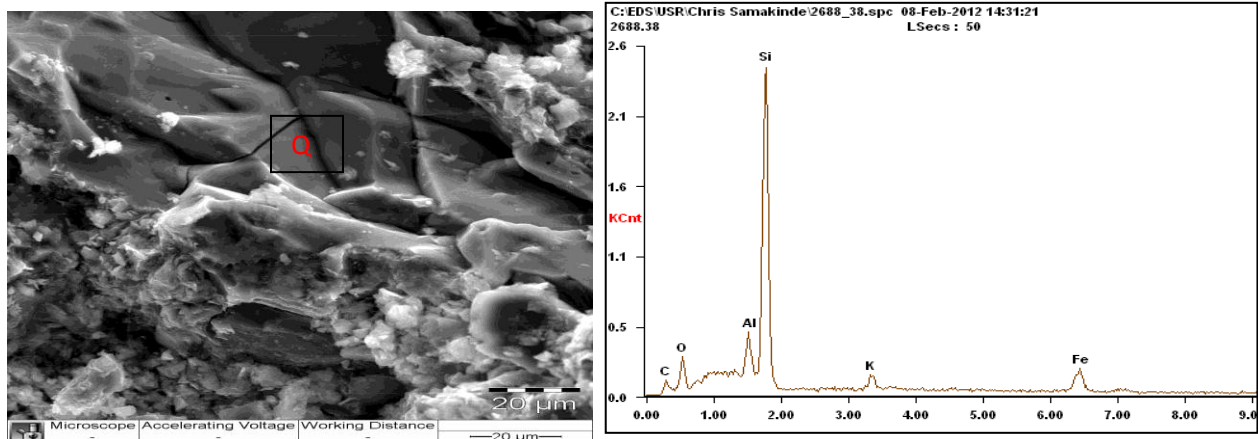 Q
20 µm
Microscope Accelerating Voltage Working Distance
- - -
20 µm
C:\EDS\USR\Chris Samakinde\2688_38.spc 08-Feb-2012 14:31:21
2688.38 LSecs : 50
2.6
2.1
1.6
KCnt
1.1
0.5
0.0
C
O
Al
Si
K
Fe
0.00 1.00 2.00 3.00 4.00 5.00 6.00 7.00 8.00 9.0